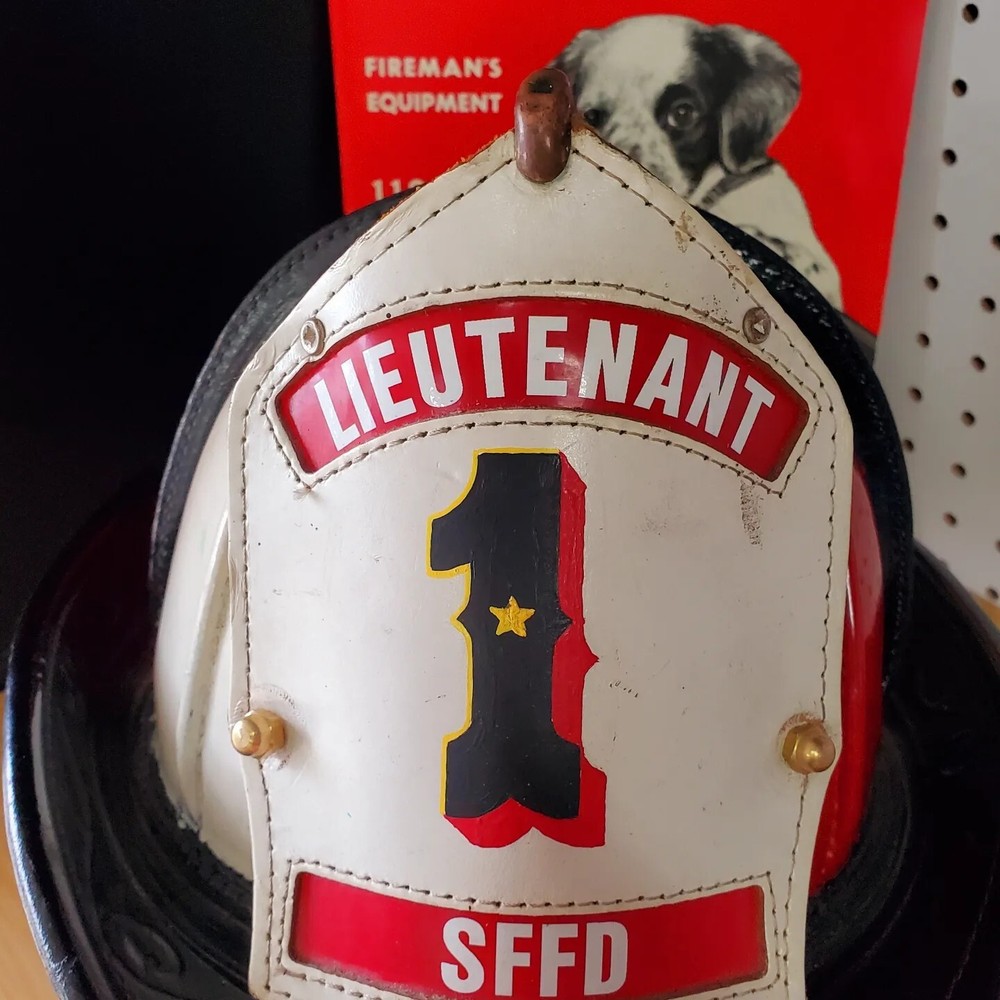 FIREMAN'S
EQUIPMENT
LIEUTENANT
1
SFFD